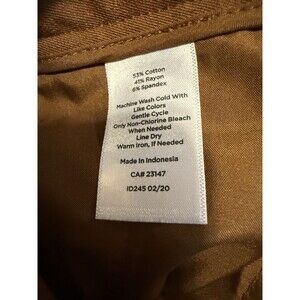 53% Cotton
41% Rayon
6% Spandex
Machine Wash Cold With
Like Colors
Gentle Cycle
Only Non-Chlorine Bleach
When Needed
Line Dry
Warm Iron, If Needed
Made in Indonesia
CA# 23147
ID245 02/20